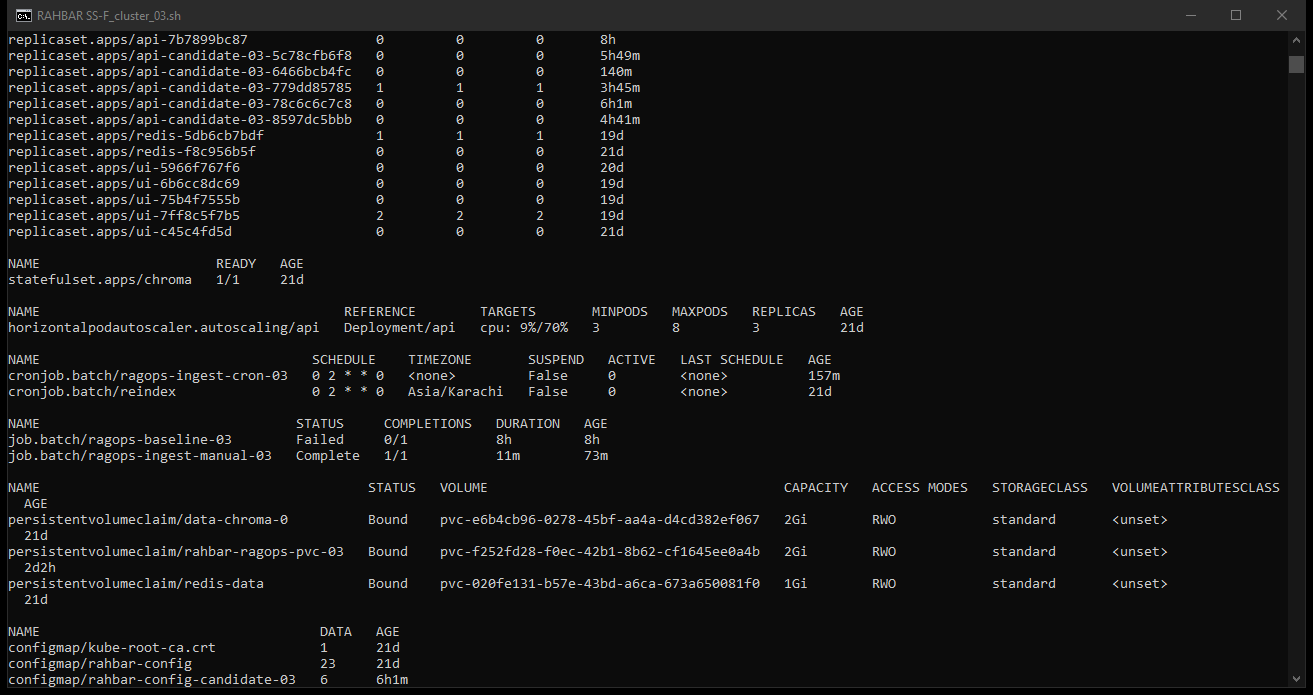 RAHBAR SS-F_cluster_03.sh
replicaset.apps/api-7b7899bc87 0 0 0 8h
replicaset.apps/api-candidate-03-5c78cfb6f8 0 0 0 5h49m
replicaset.apps/api-candidate-03-6466bcb4fc 0 0 0 140m
replicaset.apps/api-candidate-03-779dd85785 1 1 1 3h45m
replicaset.apps/api-candidate-03-78c6c6c7c8 0 0 0 6h1m
replicaset.apps/api-candidate-03-8597dc5bbb 0 0 0 4h41m
replicaset.apps/redis-5db6cb7bdf 1 1 1 19d
replicaset.apps/redis-f8c956b5f 0 0 0 21d
replicaset.apps/ui-5966f767f6 0 0 0 20d
replicaset.apps/ui-6b6cc8dc69 0 0 0 19d
replicaset.apps/ui-75b4f7555b 0 0 0 19d
replicaset.apps/ui-7ff8c5f7b5 2 2 2 19d
replicaset.apps/ui-c45c4fd5d 0 0 0 21d
NAME READY AGE
statefulset.apps/chroma 1/1 21d
NAME REFERENCE TARGETS MINPODS MAXPODS REPLICAS AGE
horizontalpodautoscaler.autoscaling/api Deployment/api cpu: 9%/70% 3 8 3 21d
NAME SCHEDULE TIMEZONE SUSPEND ACTIVE LAST SCHEDULE AGE
cronjob.batch/ragops-ingest-cron-03 0 2 * * 0 <none> False 0 <none> 157m
cronjob.batch/reindex 0 2 * * 0 Asia/Karachi False 0 <none> 21d
NAME STATUS COMPLETIONS DURATION AGE
job.batch/ragops-baseline-03 Failed 0/1 8h 8h
job.batch/ragops-ingest-manual-03 Complete 1/1 11m 73m
NAME STATUS VOLUME CAPACITY ACCESS MODES STORAGECLASS VOLUMEATTRIBUTESCLASS
AGE
persistentvolumeclaim/data-chroma-0 Bound pvc-e6b4cb96-0278-45bf-aa4a-d4cd382ef067 2Gi RWO standard <unset>
21d
persistentvolumeclaim/rahbar-ragops-pvc-03 Bound pvc-f252fd28-f0ec-42b1-8b62-cf1645ee0a4b 2Gi RWO standard <unset>
2d2h
persistentvolumeclaim/redis-data Bound pvc-020fe131-b57e-43bd-a6ca-673a650081f0 1Gi RWO standard <unset>
21d
NAME DATA AGE
configmap/kube-root-ca.crt 1 21d
configmap/rahbar-config 23 21d
configmap/rahbar-config-candidate-03 6 6h1m